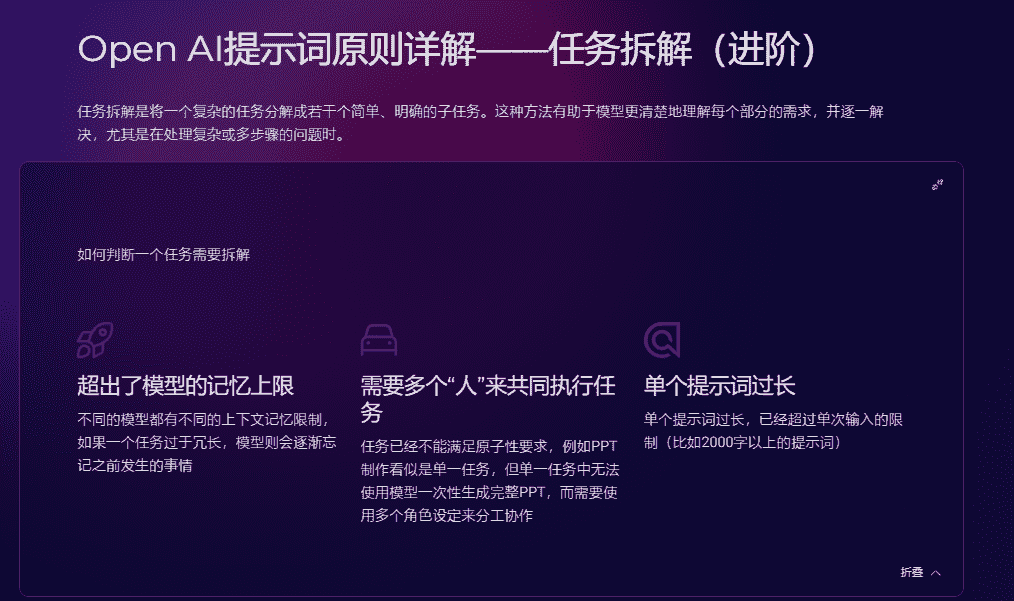 Open AI提示词原则详解——任务拆解（进阶）
任务拆解是将一个复杂的任务分解成若干个简单、明确的子任务。这种方法有助于模型更清楚地理解每个部分的需求，并逐一解
决，尤其是在处理复杂或多步骤的问题时。
如何判断一个任务需要拆解
超出了模型的记忆上限
不同的模型都有不同的上下文记忆限制，
如果一个任务过于冗长，模型则会逐渐忘
记之前发生的事情
需要多个“人”来共同执行任
务
任务已经不能满足原子性要求，例如PPT
制作看似是单一任务，但单一任务中无法
使用模型一次性生成完整PPT，而需要使
用多个角色设定来分工协作
单个提示词过长
单个提示词过长，已经超过单次输入的限
制（比如2000字以上的提示词）
折叠